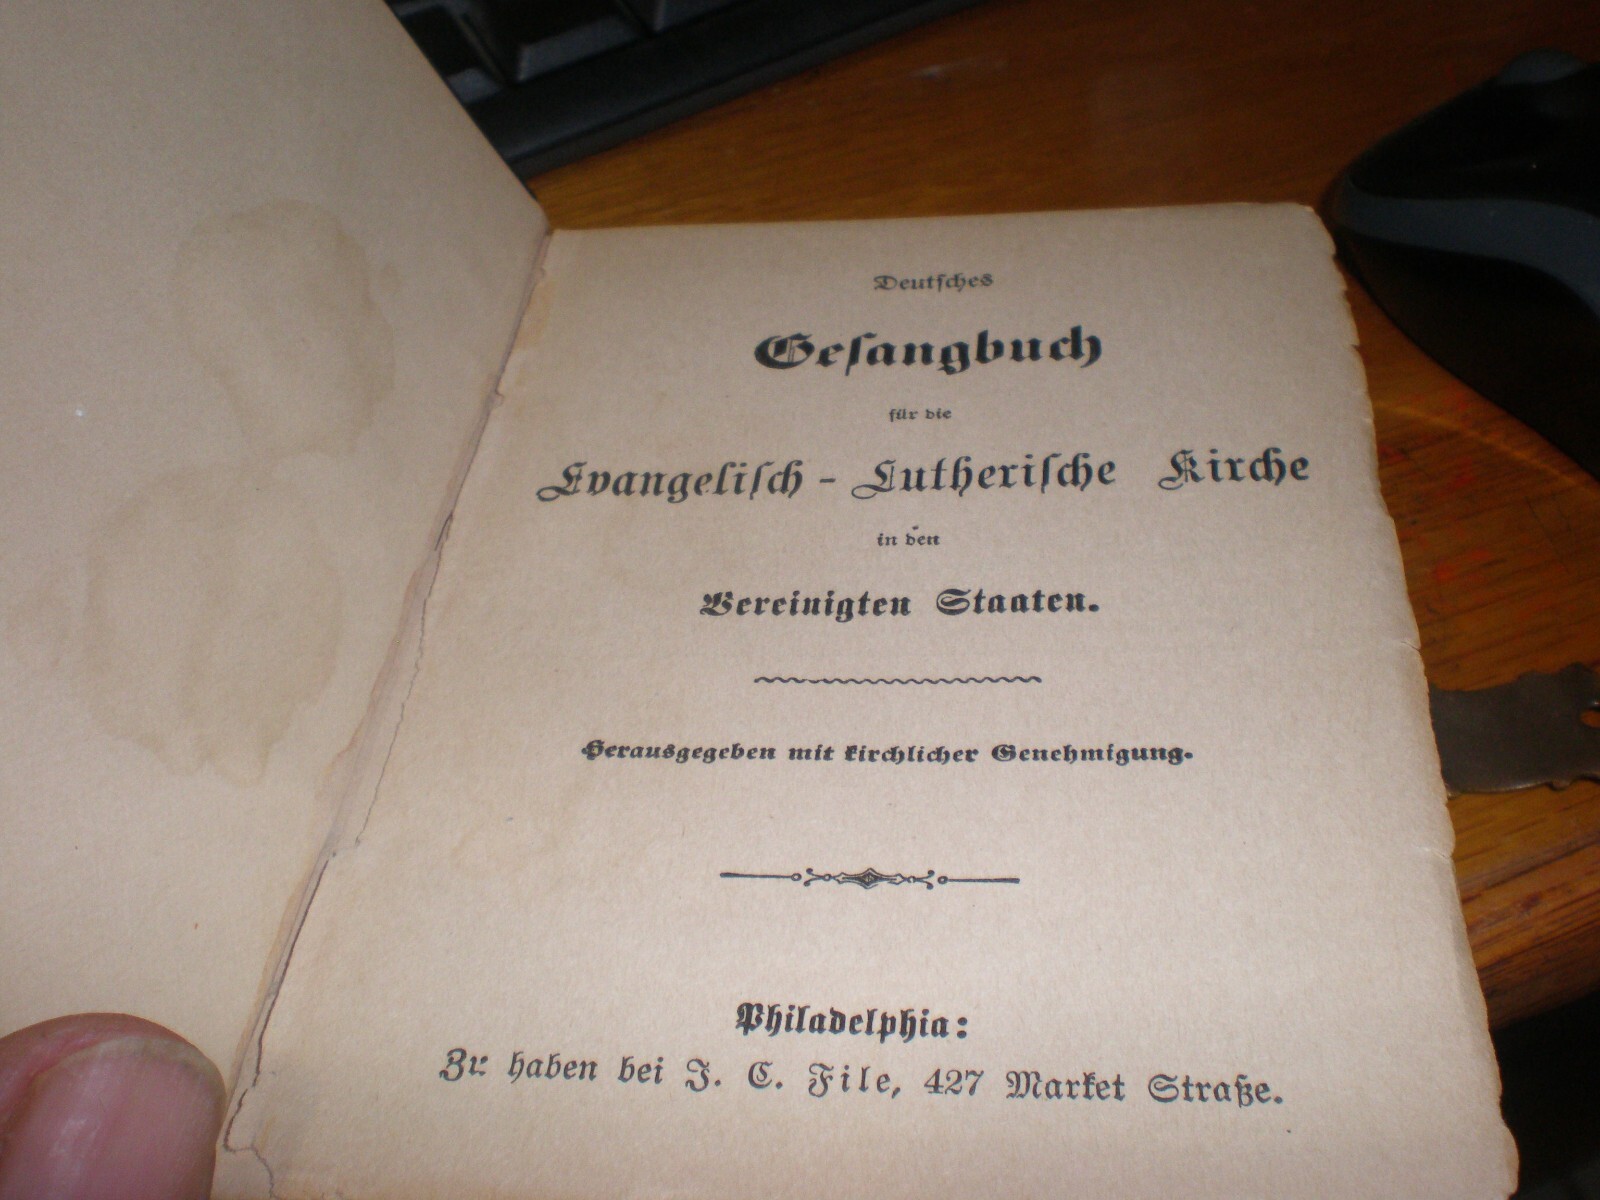 Deutsches
Gesangbuch
für die
Evangelisch - Lutherische Kirche
in den
Vereinigten Staaten.
Herausgegeben mit kirchlicher Genehmigung.
Philadelphia:
Zu haben bei J. C. File, 427 Market Straße.